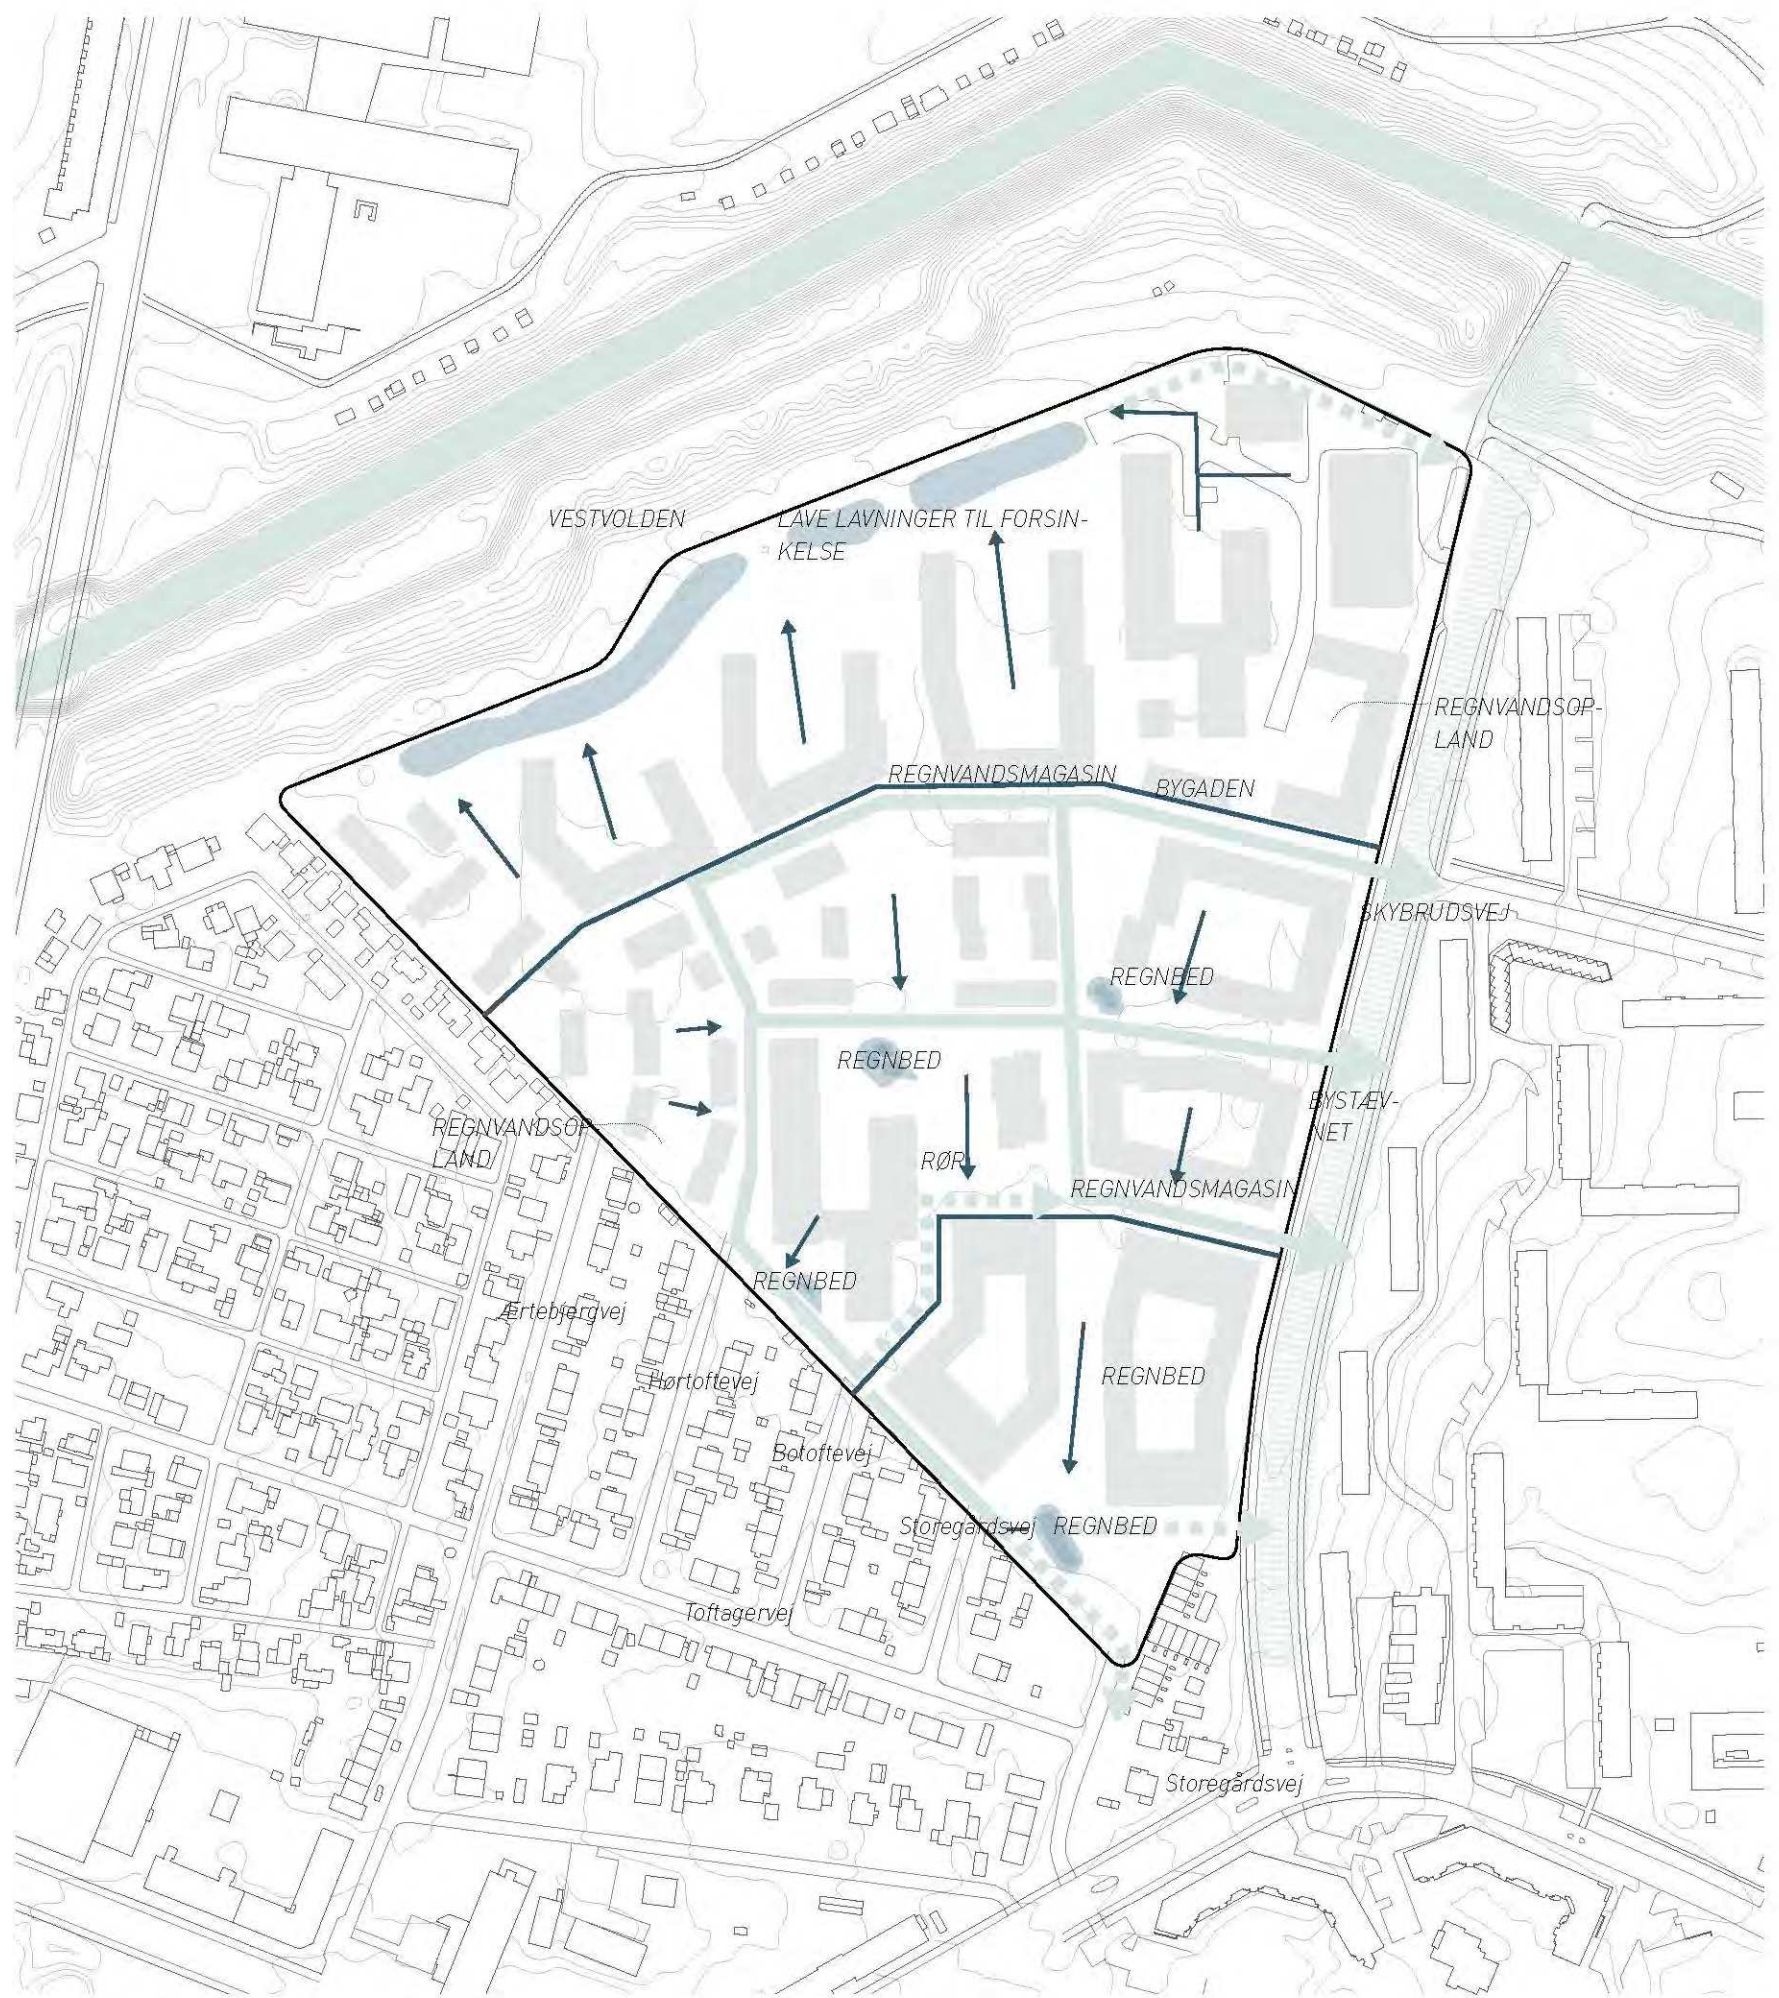 VESTVOLDEN
LAVE LAVNINGER TIL FORSIN-
KELSE
REGNVANDSOP-
LAND
REGNVANDSMAGASIN
BYGADEN
SKYBRUDSVEJ
REGNBED
REGNBED
BYSTÆV-
NET
REGNVANDSOP-
LAND
RØR
REGNVANDSMAGASIN
REGNBED
Ærtebjergvej
Hørtoftevej
REGNBED
Botoftevej
Storegårdsvej
REGNBED
Toftagervej
Storegårdsvej